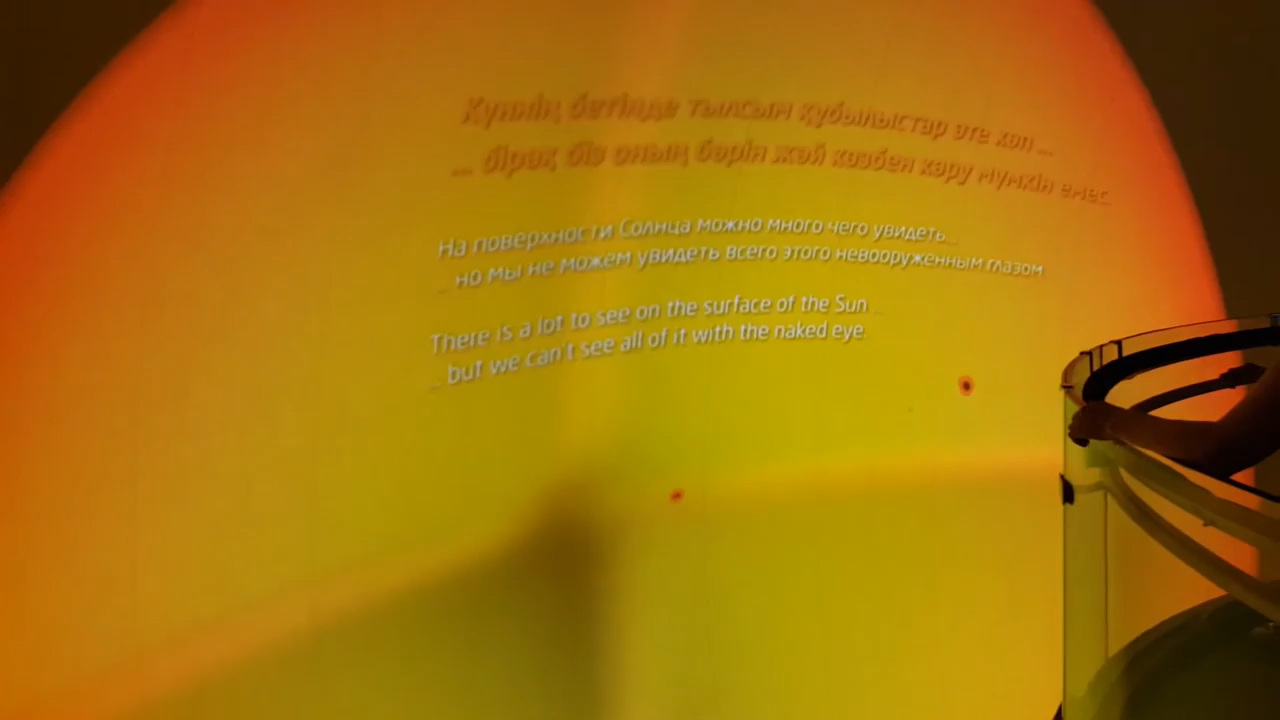 Күннің бетінде тылсым құбылыстар өте көп ...
... бірақ біз оның бәрін жәй көзбен көру мүмкін емес.
На поверхности Солнца можно много чего увидеть...
... но мы не можем увидеть всего этого невооруженным глазом
There is a lot to see on the surface of the Sun ...
... but we can't see all of it with the naked eye.